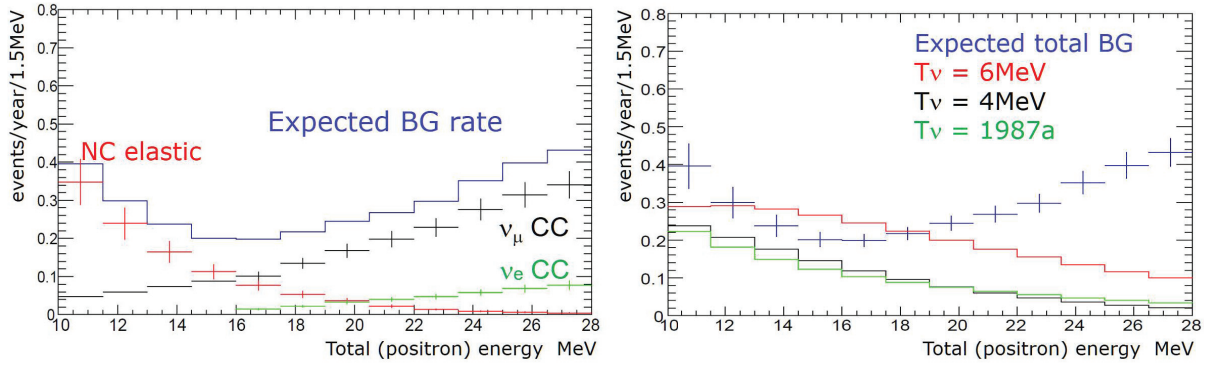 events/year/1.5MeV
0.8
0.7
0.6
0.5
0.4
0.3
0.2
0.1
0
Expected BG rate
NC elastic
νμ CC
νe CC
10 12 14 16 18 20 22 24 26 28
Total (positron) energy MeV
events/year/1.5MeV
0.8
0.7
0.6
0.5
0.4
0.3
0.2
0.1
0
Expected total BG
Tν = 6MeV
Tν = 4MeV
Tν = 1987a
10 12 14 16 18 20 22 24 26 28
Total (positron) energy MeV